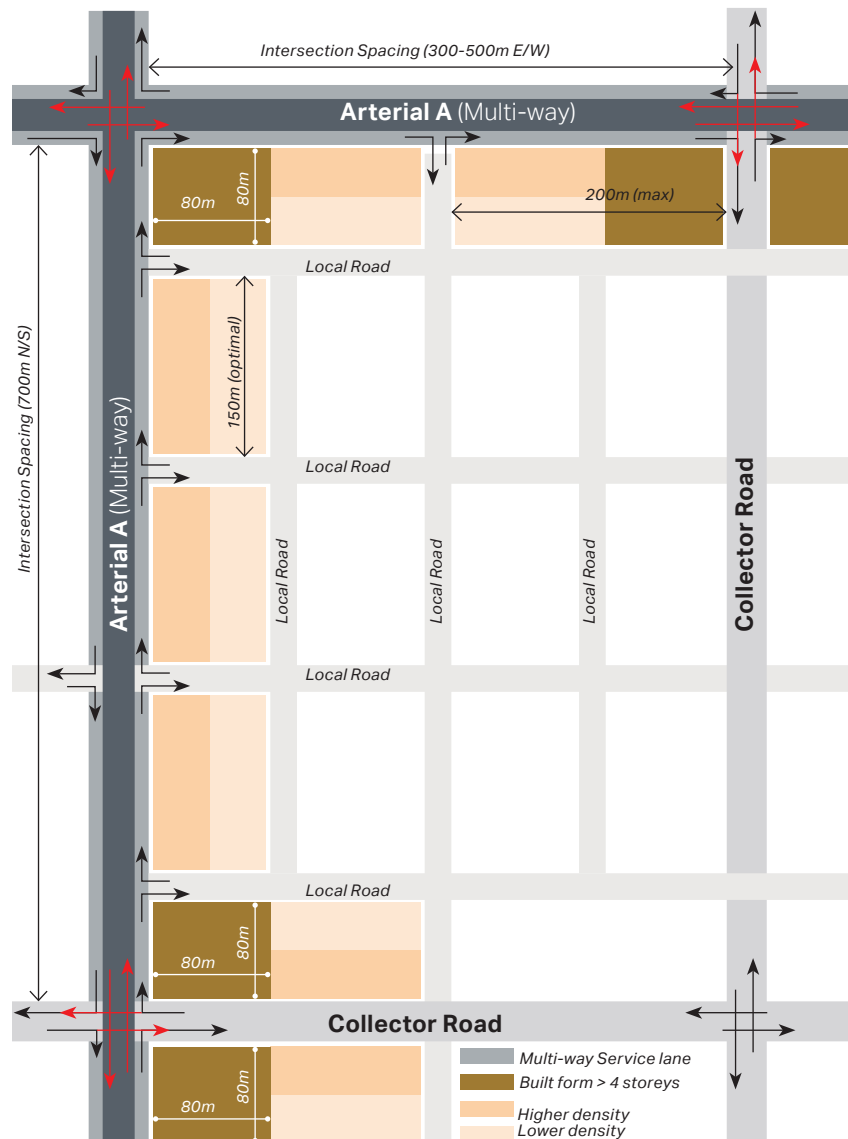 Intersection Spacing (300-500m E/W)
Arterial A (Multi-way)
80m
80m
200m (max)
Local Road
Intersection Spacing (700m N/S)
150m (optimal)
Arterial A (Multi-way)
Local Road
Local Road
Local Road
Local Road
Collector Road
Local Road
Local Road
80m
80m
Collector Road
Multi-way Service lane
Built form > 4 storeys
80m
80m
Higher density
Lower density